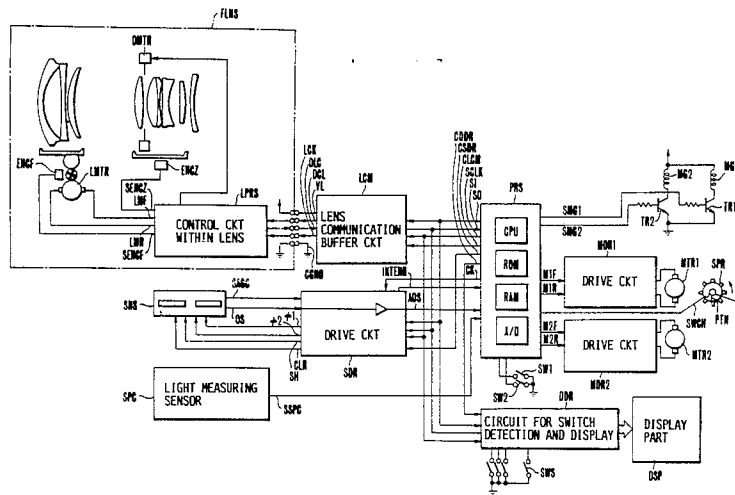 FLNS
DMTR
ENCF
LMTR
ENCZ
SENCZ
LMF
LMR
SENCF
LPRS
CONTROL CKT
WITHIN LENS
LCK
DLC
DCL
VL
LCM
LENS
COMMUNICATION
BUFFER CKT
CGND
CDDR
CSDR
CLCM
SCLK
SI
SO
PRS
CPU
ROM
RAM
A/D
CK
SMG1
SMG2
MG2
TR2
MDR1
DRIVE CKT
M1F
M1R
MTR1
SPR
PTN
SWCH
M2F
M2R
DRIVE CKT
MDR2
MTR2
INTEND
SNS
SAGC
OS
AOS
φ2
φ1
CLR
SH
DRIVE CKT
SDR
SPC
LIGHT MEASURING
SENSOR
SSPC
SW1
SW2
DDR
CIRCUIT FOR SWITCH
DETECTION AND DISPLAY
SWS
DISPLAY
PART
DSP